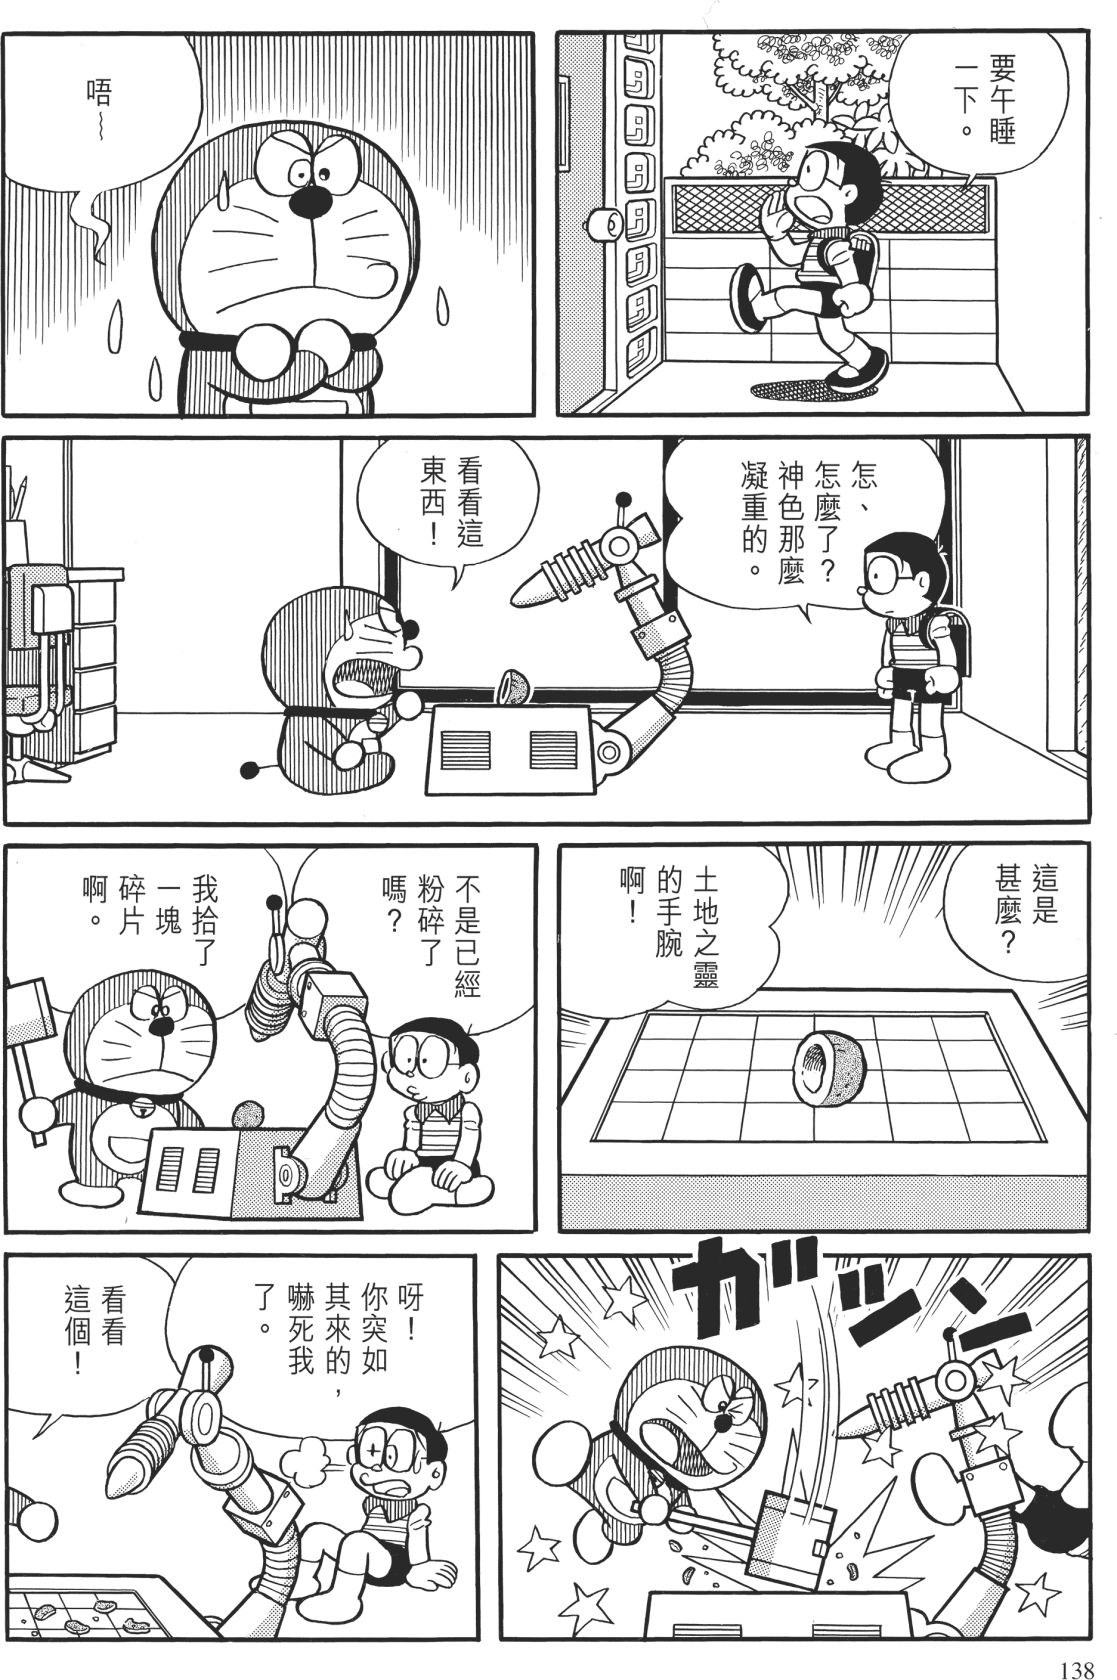 要午睡
一下。
唔~
怎、
怎麼了?
神色那麼
凝重的。
看看這
東西!
這是
甚麼?
土地之靈
的手腕
啊!
不是已經
粉碎了
嗎?
我拾了
一塊
碎片
啊。
ガッ、
呀!
你突如
其來的,
嚇死我
了。
看看
這個!
138